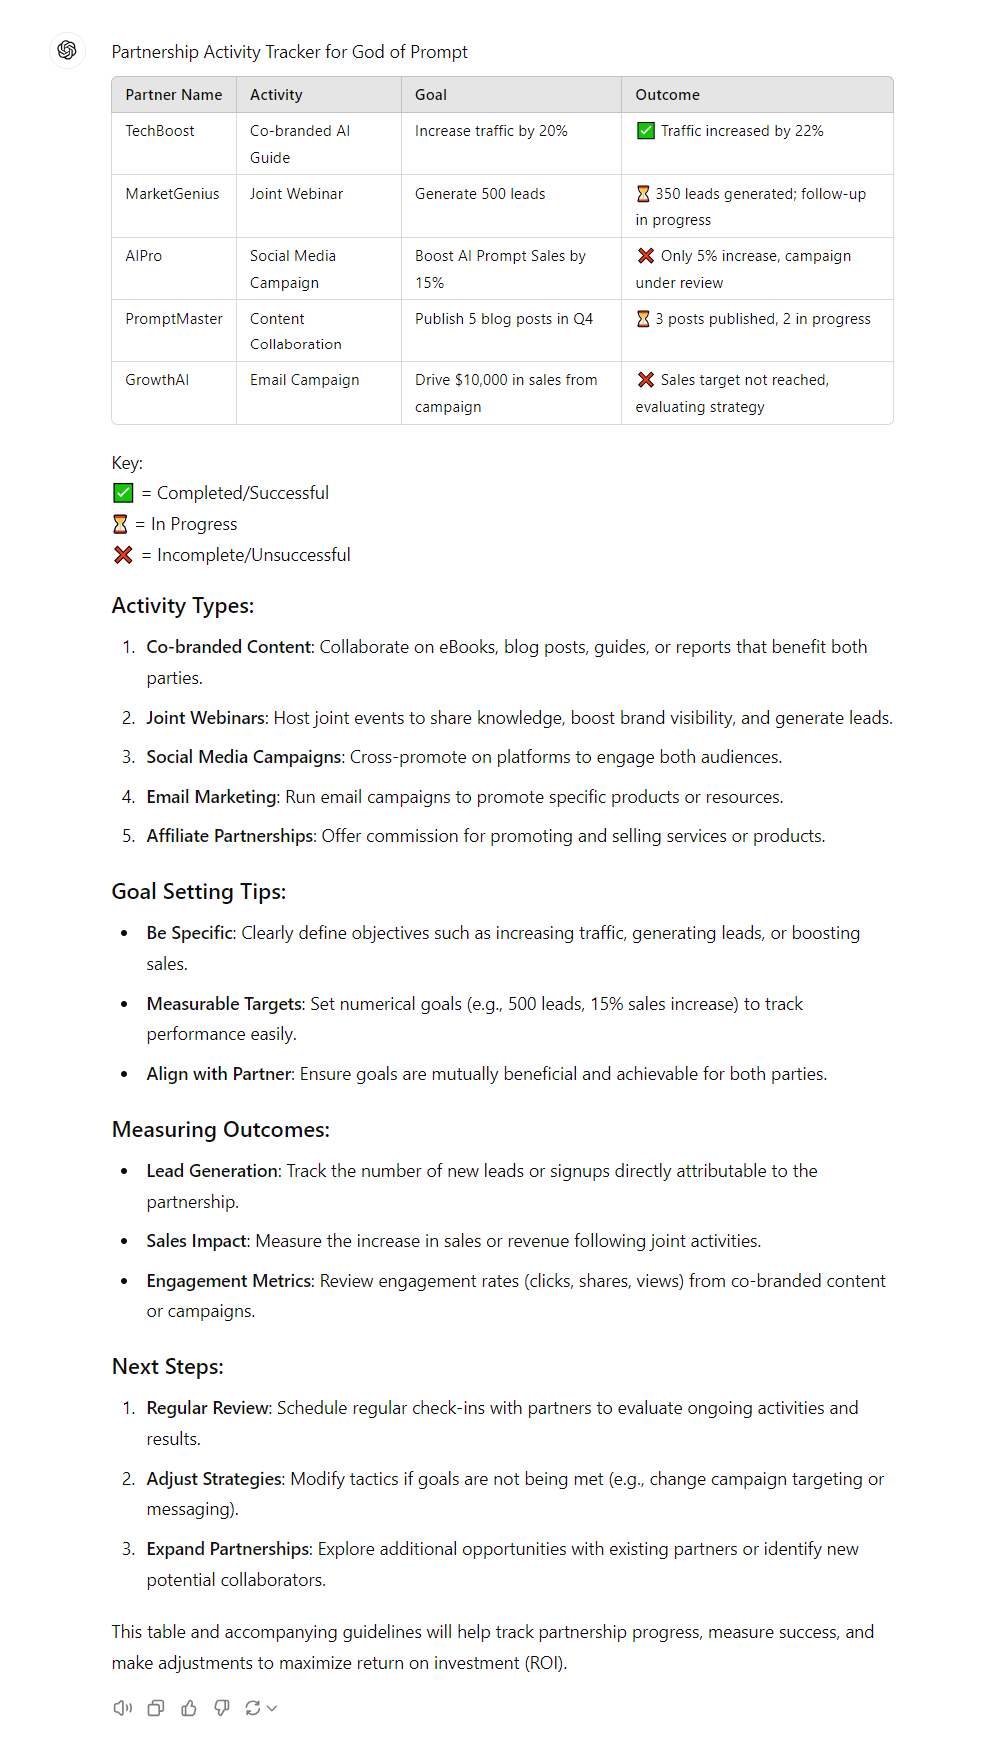 Partnership Activity Tracker for God of Prompt
Partner Name Activity Goal Outcome
TechBoost Co-branded AI Guide Increase traffic by 20% ✅ Traffic increased by 22%
MarketGenius Joint Webinar Generate 500 leads ⏳ 350 leads generated; follow-up in progress
AIPro Social Media Campaign Boost AI Prompt Sales by 15% ❌ Only 5% increase, campaign under review
PromptMaster Content Collaboration Publish 5 blog posts in Q4 ⏳ 3 posts published, 2 in progress
GrowthAI Email Campaign Drive $10,000 in sales from campaign ❌ Sales target not reached, evaluating strategy
Key:
✅ = Completed/Successful
⏳ = In Progress
❌ = Incomplete/Unsuccessful
Activity Types:
1. Co-branded Content: Collaborate on eBooks, blog posts, guides, or reports that benefit both
parties.
2. Joint Webinars: Host joint events to share knowledge, boost brand visibility, and generate leads.
3. Social Media Campaigns: Cross-promote on platforms to engage both audiences.
4. Email Marketing: Run email campaigns to promote specific products or resources.
5. Affiliate Partnerships: Offer commission for promoting and selling services or products.
Goal Setting Tips:
• Be Specific: Clearly define objectives such as increasing traffic, generating leads, or boosting
sales.
• Measurable Targets: Set numerical goals (e.g., 500 leads, 15% sales increase) to track
performance easily.
• Align with Partner: Ensure goals are mutually beneficial and achievable for both parties.
Measuring Outcomes:
• Lead Generation: Track the number of new leads or signups directly attributable to the
partnership.
• Sales Impact: Measure the increase in sales or revenue following joint activities.
• Engagement Metrics: Review engagement rates (clicks, shares, views) from co-branded content
or campaigns.
Next Steps:
1. Regular Review: Schedule regular check-ins with partners to evaluate ongoing activities and
results.
2. Adjust Strategies: Modify tactics if goals are not being met (e.g., change campaign targeting or
messaging).
3. Expand Partnerships: Explore additional opportunities with existing partners or identify new
potential collaborators.
This table and accompanying guidelines will help track partnership progress, measure success, and
make adjustments to maximize return on investment (ROI).